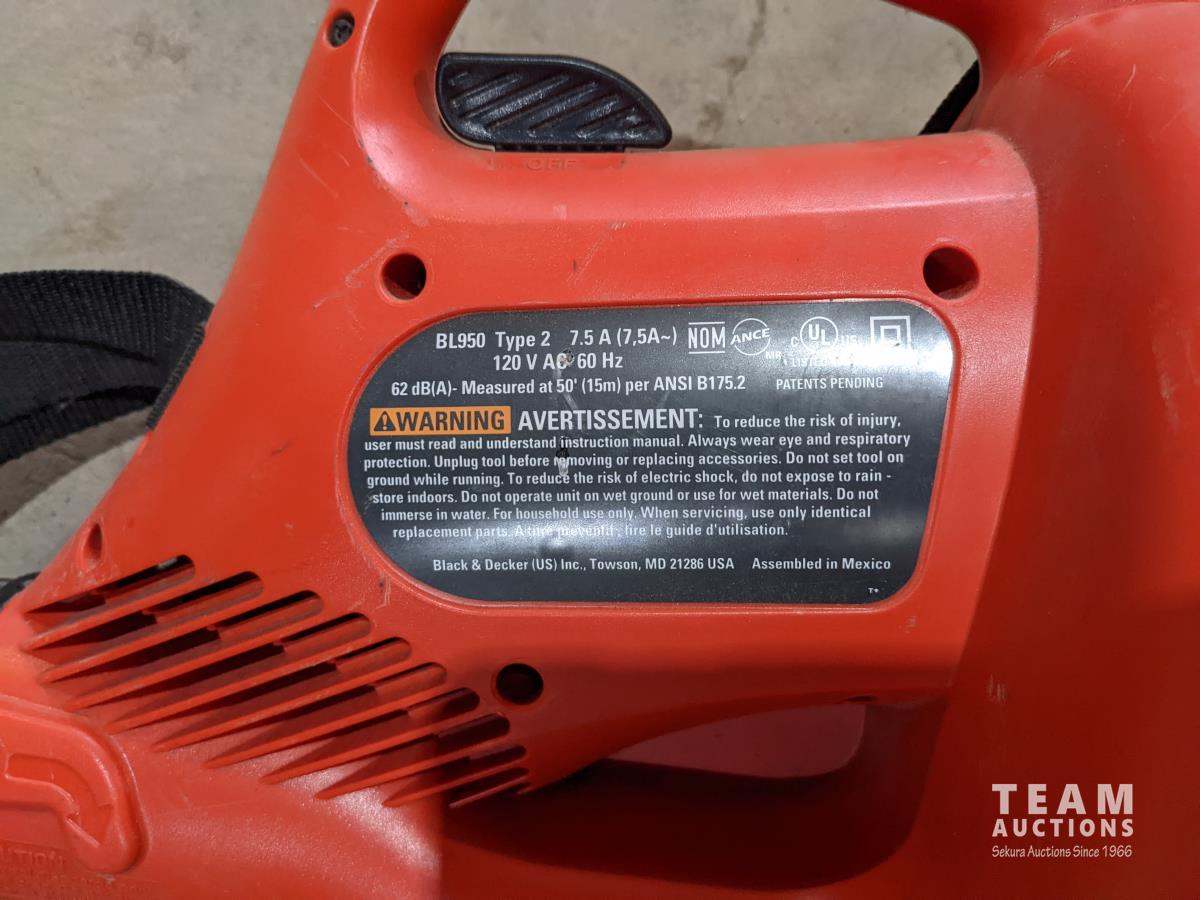 OFF
BL950 Type 2 7.5 A (7,5A~) NOM ANCE C UL US
120 V AC 60 Hz MR LISTED
62 dB(A)- Measured at 50' (15m) per ANSI B175.2 PATENTS PENDING
WARNING AVERTISSEMENT: To reduce the risk of injury,
user must read and understand instruction manual. Always wear eye and respiratory
protection. Unplug tool before removing or replacing accessories. Do not set tool on
ground while running. To reduce the risk of electric shock, do not expose to rain -
store indoors. Do not operate unit on wet ground or use for wet materials. Do not
immerse in water. For household use only. When servicing, use only identical
replacement parts. A titre préventif, lire le guide d'utilisation.
Black & Decker (US) Inc., Towson, MD 21286 USA Assembled in Mexico
T+
TEAM
AUCTIONS
Sekura Auctions Since 1966